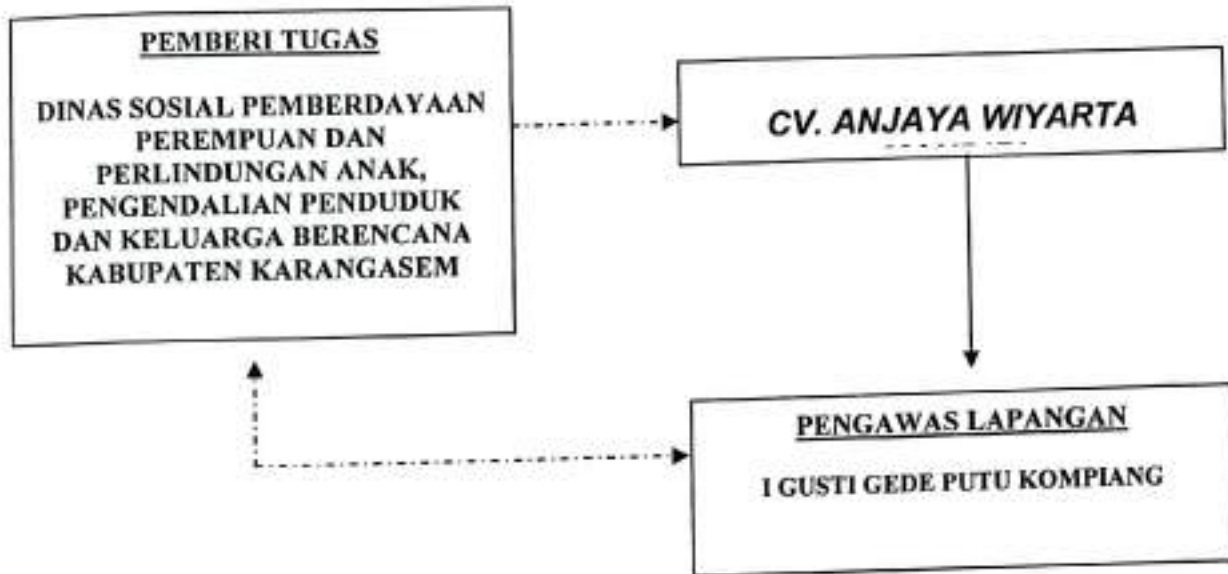 PEMBERI TUGAS
DINAS SOSIAL PEMBERDAYAAN
PEREMPUAN DAN
PERLINDUNGAN ANAK,
PENGENDALIAN PENDUDUK
DAN KELUARGA BERENCANA
KABUPATEN KARANGASEM
CV. ANJAYA WIYARTA
PENGAWAS LAPANGAN
I GUSTI GEDE PUTU KOMPIANG